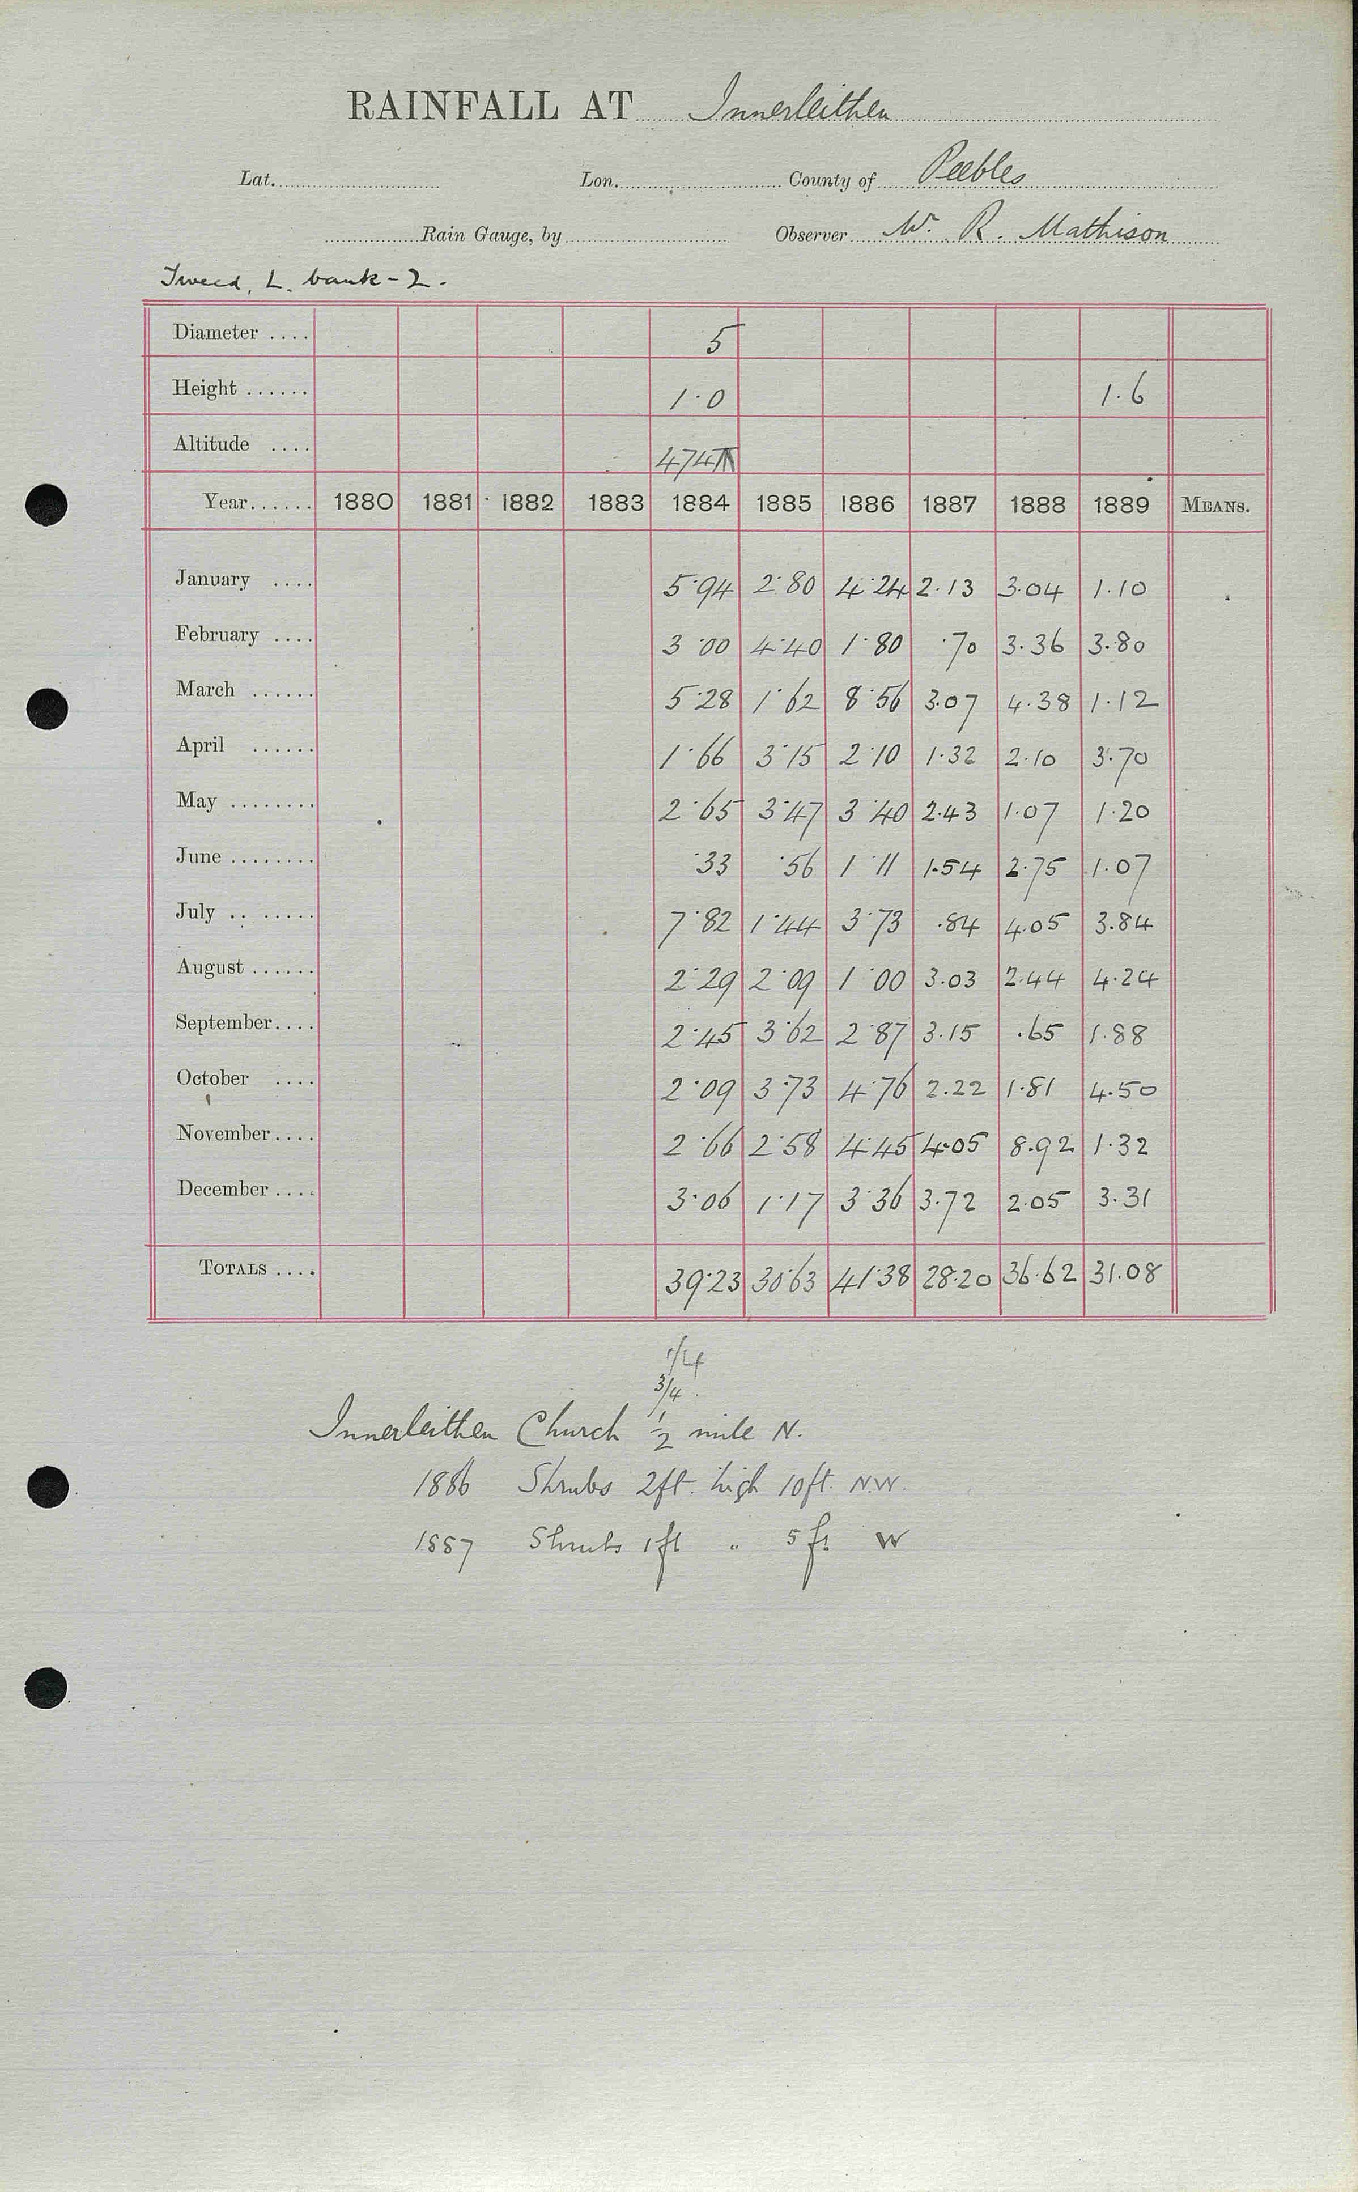 RAINFALL AT Innerleithen
Lat. Lon. County of Peebles
Rain Gauge, by Observer W. R. Mathison
Tweed, L. bank - 2.
Diameter .... 5
Height ...... 1.0 1.6
Altitude .... 474
Year...... 1880 1881 1882 1883 1884 1885 1886 1887 1888 1889 MEANS.
January .... 5.94 2.80 4.24 2.13 3.04 1.10
February .... 3.00 4.40 1.80 .70 3.36 3.80
March ...... 5.28 1.62 8.56 3.07 4.38 1.12
April ...... 1.66 3.15 2.10 1.32 2.10 3.70
May ........ 2.65 3.47 3.40 2.43 1.07 1.20
June ........ .33 .56 1.11 1.54 2.75 1.07
July .. ..... 7.82 1.44 3.73 .84 4.05 3.84
August ...... 2.29 2.09 1.00 3.03 2.44 4.24
September.... 2.45 3.62 2.87 3.15 .65 1.88
October .... 2.09 3.73 4.76 2.22 1.81 4.50
November.... 2.66 2.58 4.45 4.05 8.92 1.32
December.... 3.06 1.17 3.36 3.72 2.05 3.31
TOTALS .... 39.23 30.63 41.38 28.20 36.62 31.08
1/4
3/4.
Innerleithen Church 1/2 mile N.
1886 Shrubs 2ft. high 10ft. N.W.
1887 Shrubs 1ft " 5ft W